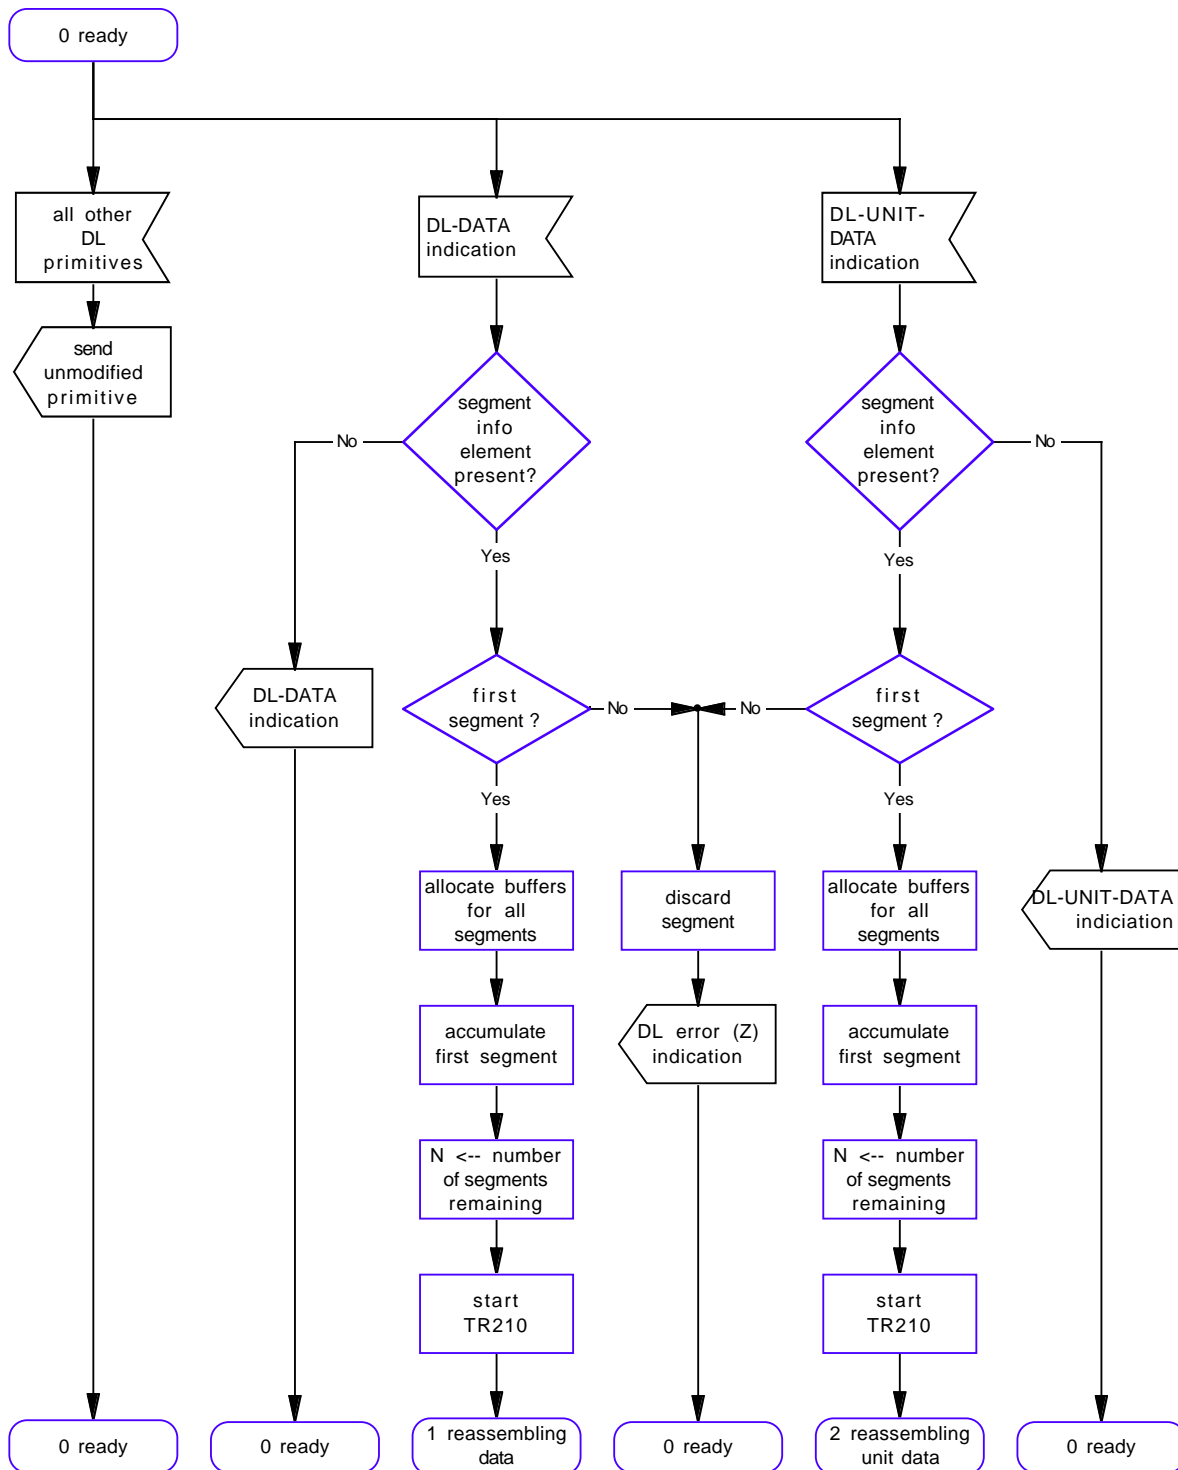 0 ready
all other
DL
primitives
DL-DATA
indication
DL-UNIT-
DATA
indication
send
unmodified
primitive
segment
info
element
present?
segment
info
element
present?
No
No
Yes
Yes
DL-DATA
indication
first
segment ?
No
No
first
segment ?
Yes
Yes
allocate buffers
for all
segments
discard
segment
allocate buffers
for all
segments
DL-UNIT-DATA
indiciation
accumulate
first segment
DL error (Z)
indication
accumulate
first segment
N <-- number
of segments
remaining
N <-- number
of segments
remaining
start
TR210
start
TR210
0 ready
0 ready
1 reassembling
data
0 ready
2 reassembling
unit data
0 ready